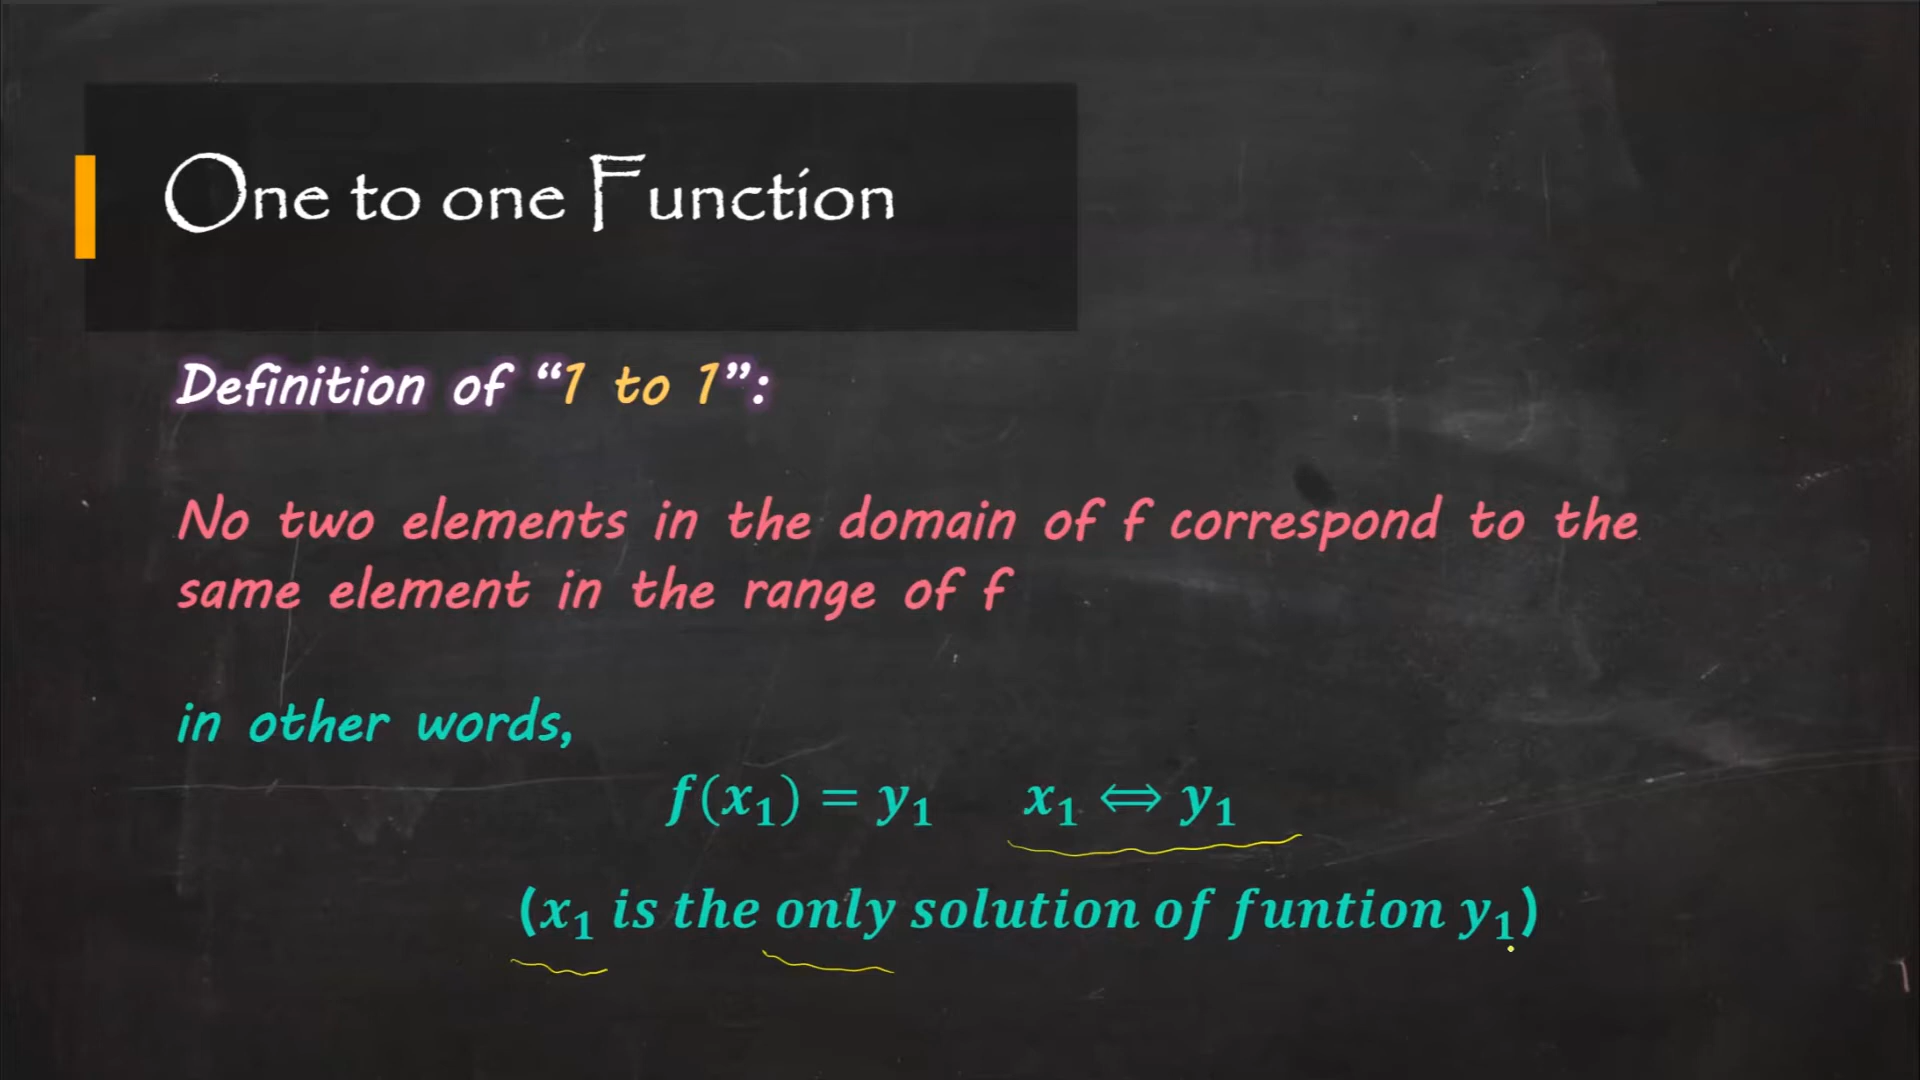 One to one Function
Definition of “1 to 1”:
No two elements in the domain of f correspond to the
same element in the range of f
in other words,
f(x₁) = y₁ x₁ ⟺ y₁
(x₁ is the only solution of funtion y₁)